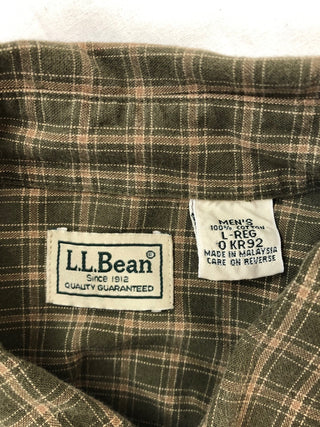 L.L.Bean®
Since 1912
QUALITY GUARANTEED
MEN'S
100% COTTON
L-REG
0 KR92
MADE IN MALAYSIA
CARE ON REVERSE